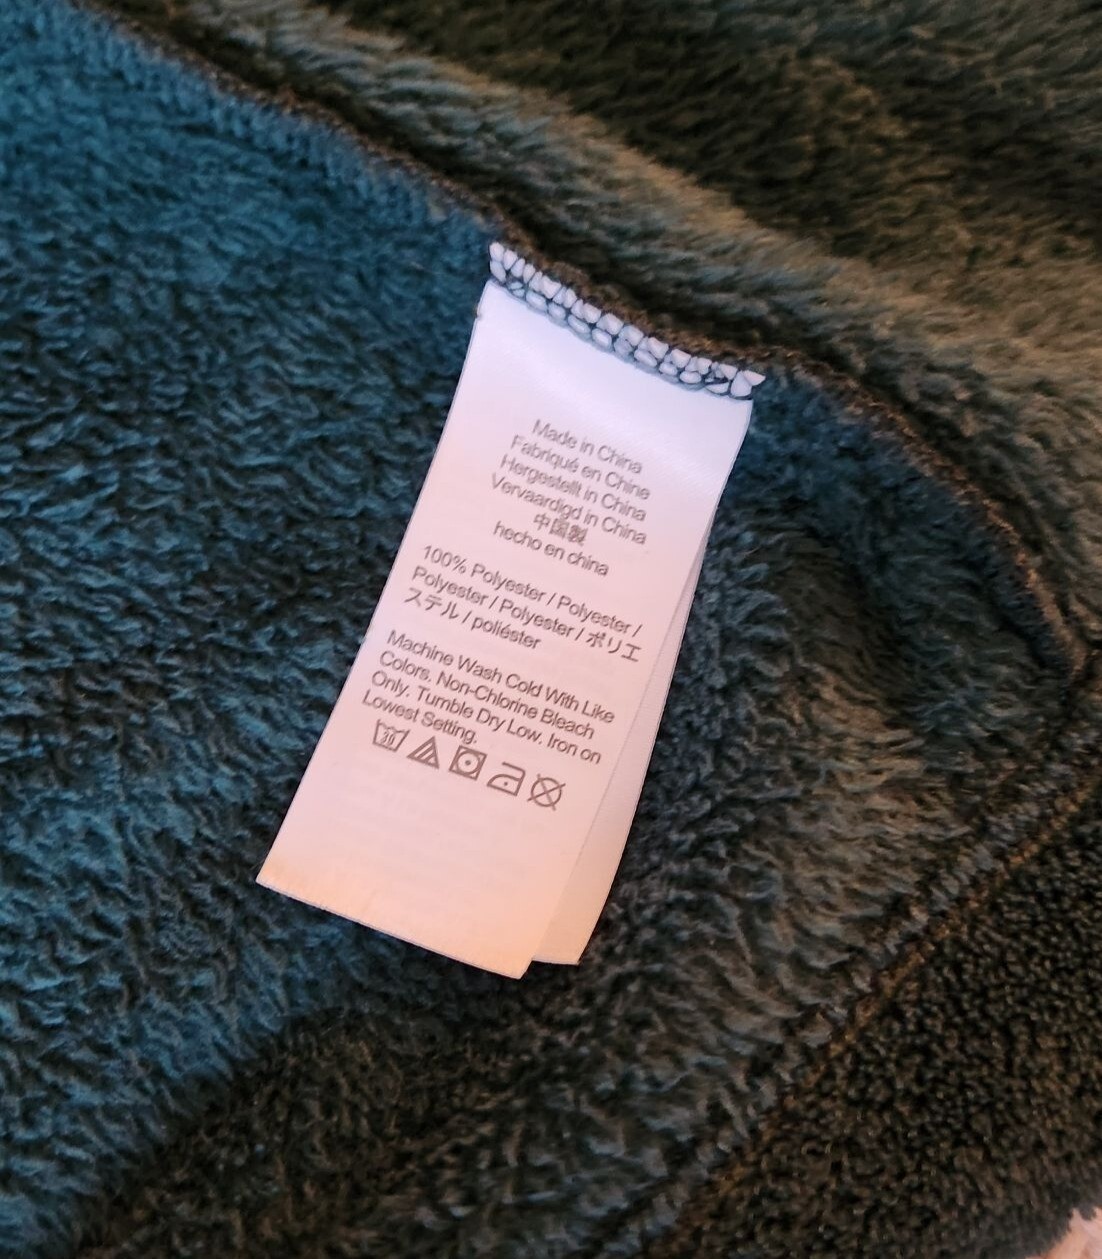 Made in China
Fabriqué en Chine
Hergestellt in China
Vervaardigd in China
中国製
hecho en china
100% Polyester / Polyester /
Polyester / Polyester / ポリエ
ステル / poliéster
Machine Wash Cold With Like
Colors. Non-Chlorine Bleach
Only. Tumble Dry Low. Iron on
Lowest Setting.
30